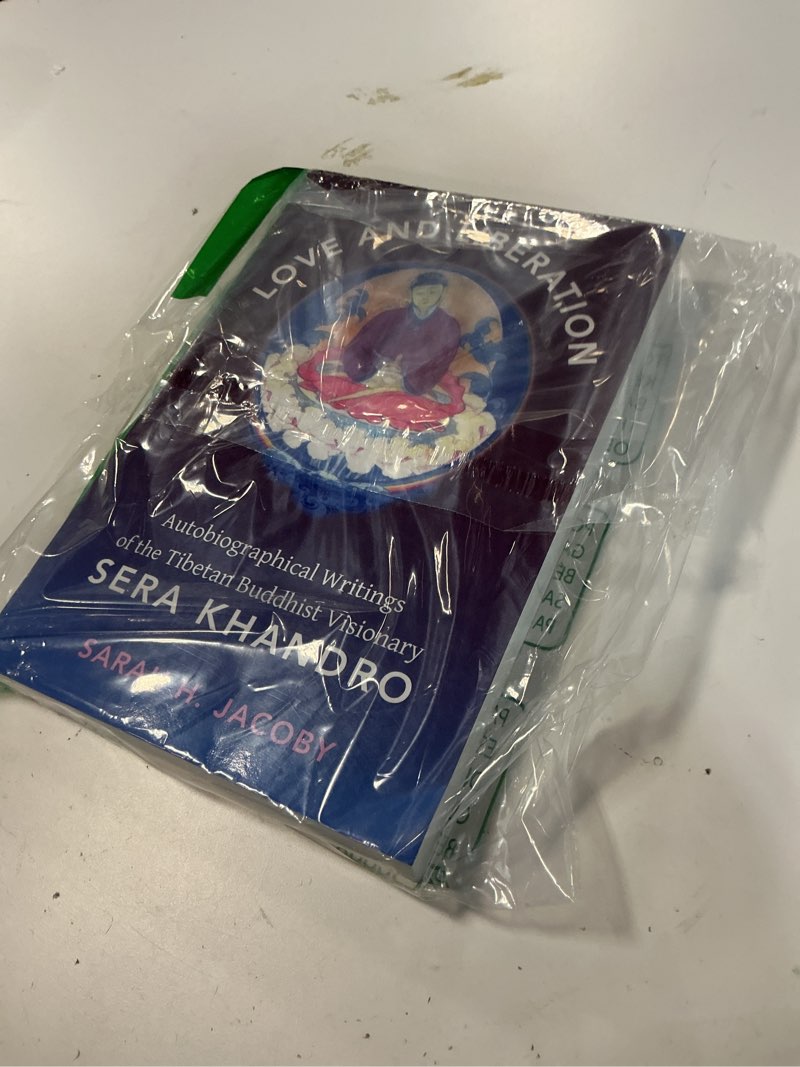 LOVE AND LIBERATION
Autobiographical Writings
of the Tibetan Buddhist Visionary
SERA KHANDRO
SARAH H. JACOBY